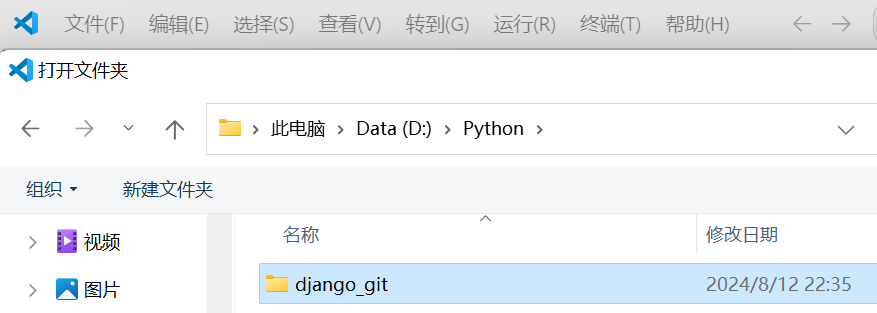 文件(F) 编辑(E) 选择(S) 查看(V) 转到(G) 运行(R) 终端(T) 帮助(H)
打开文件夹
此电脑 Data (D:) Python
组织 新建文件夹
名称 修改日期
视频
django_git 2024/8/12 22:35
图片